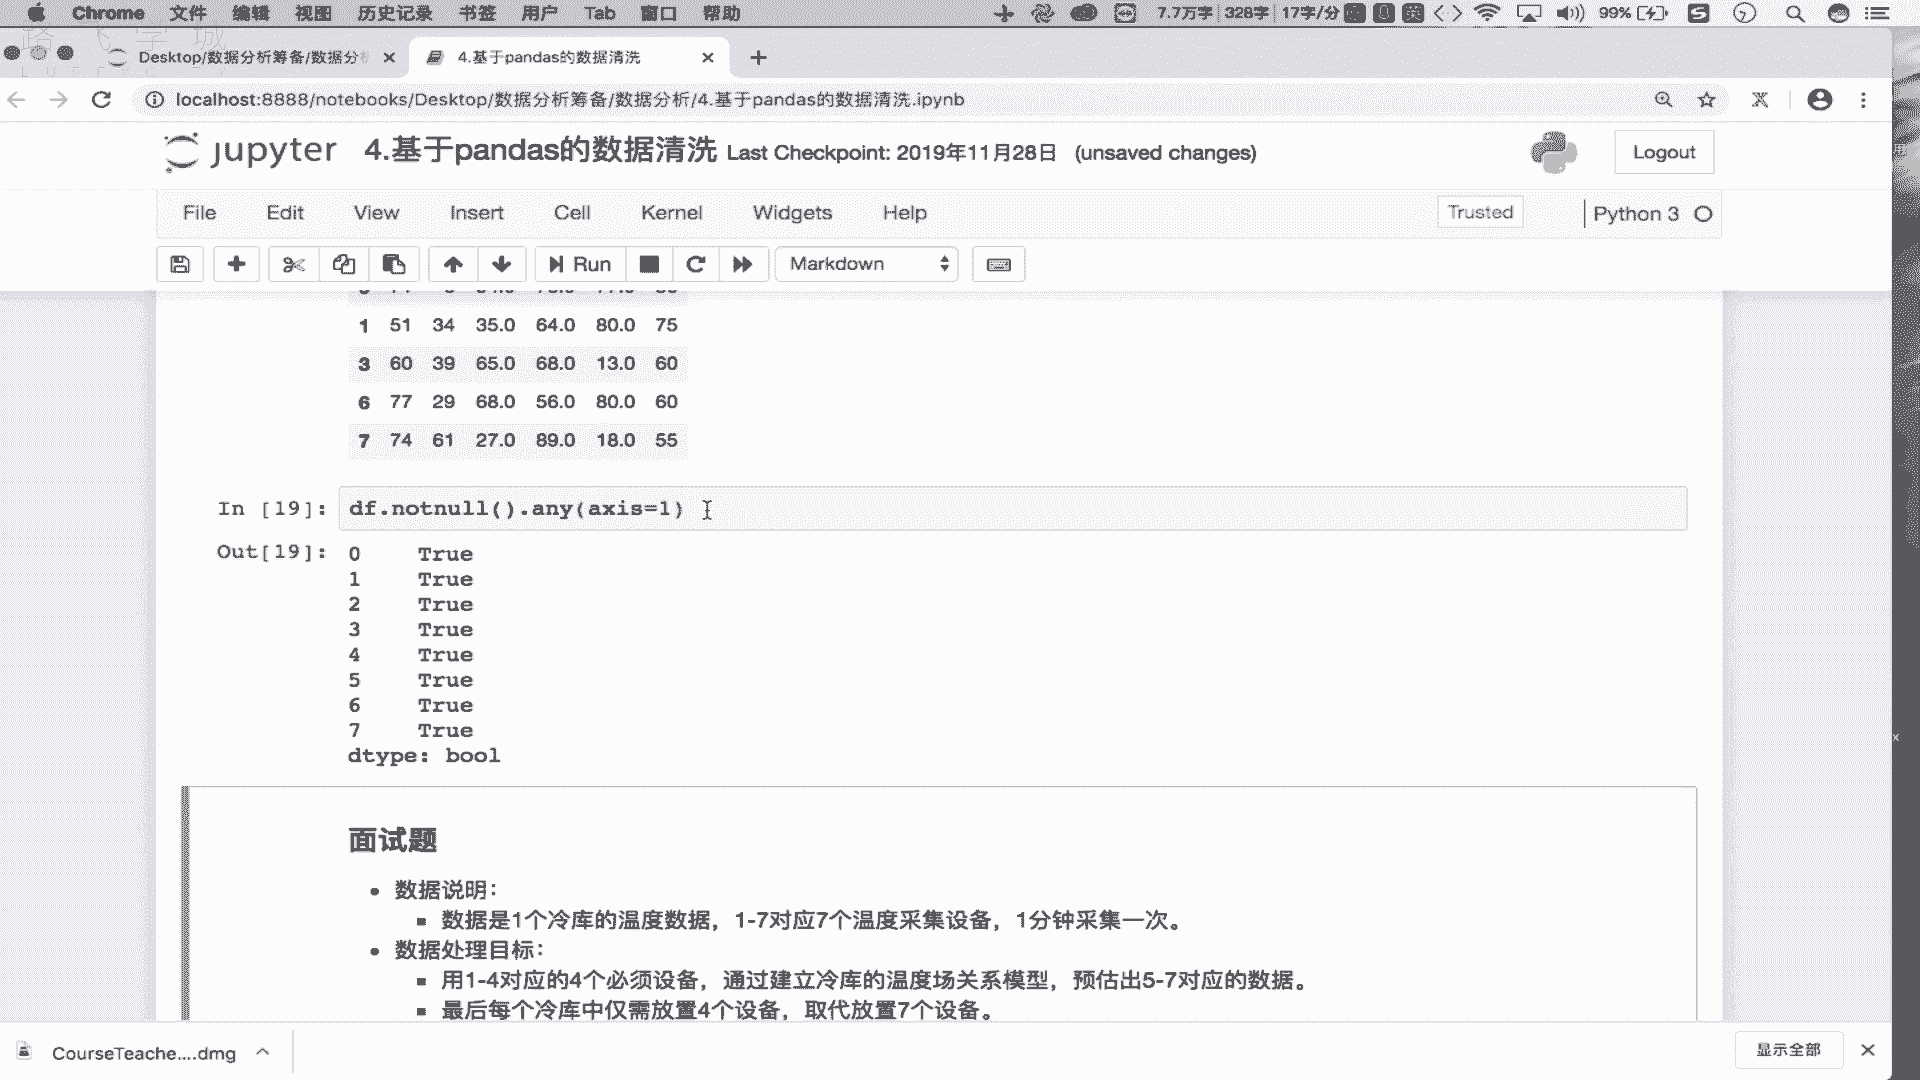 Chrome 文件 编辑 视图 历史记录 书签 用户 Tab 窗口 帮助 7.7万字 328字 17字/分 英 99%
Desktop/数据分析筹备/数据分 4.基于pandas的数据清洗
localhost:8888/notebooks/Desktop/数据分析筹备/数据分析/4.基于pandas的数据清洗.ipynb
jupyter 4.基于pandas的数据清洗 Last Checkpoint: 2019年11月28日 (unsaved changes) Logout
File Edit View Insert Cell Kernel Widgets Help Trusted Python 3
Run Markdown
1 51 34 35.0 64.0 80.0 75
3 60 39 65.0 68.0 13.0 60
6 77 29 68.0 56.0 80.0 60
7 74 61 27.0 89.0 18.0 55
In [19]: df.notnull().any(axis=1)
Out[19]: 0 True
1 True
2 True
3 True
4 True
5 True
6 True
7 True
dtype: bool
面试题
数据说明：
数据是1个冷库的温度数据，1-7对应7个温度采集设备，1分钟采集一次。
数据处理目标：
用1-4对应的4个必须设备，通过建立冷库的温度场关系模型，预估出5-7对应的数据。
最后每个冷库中仅需放置4个设备，取代放置7个设备。
CourseTeache....dmg 显示全部